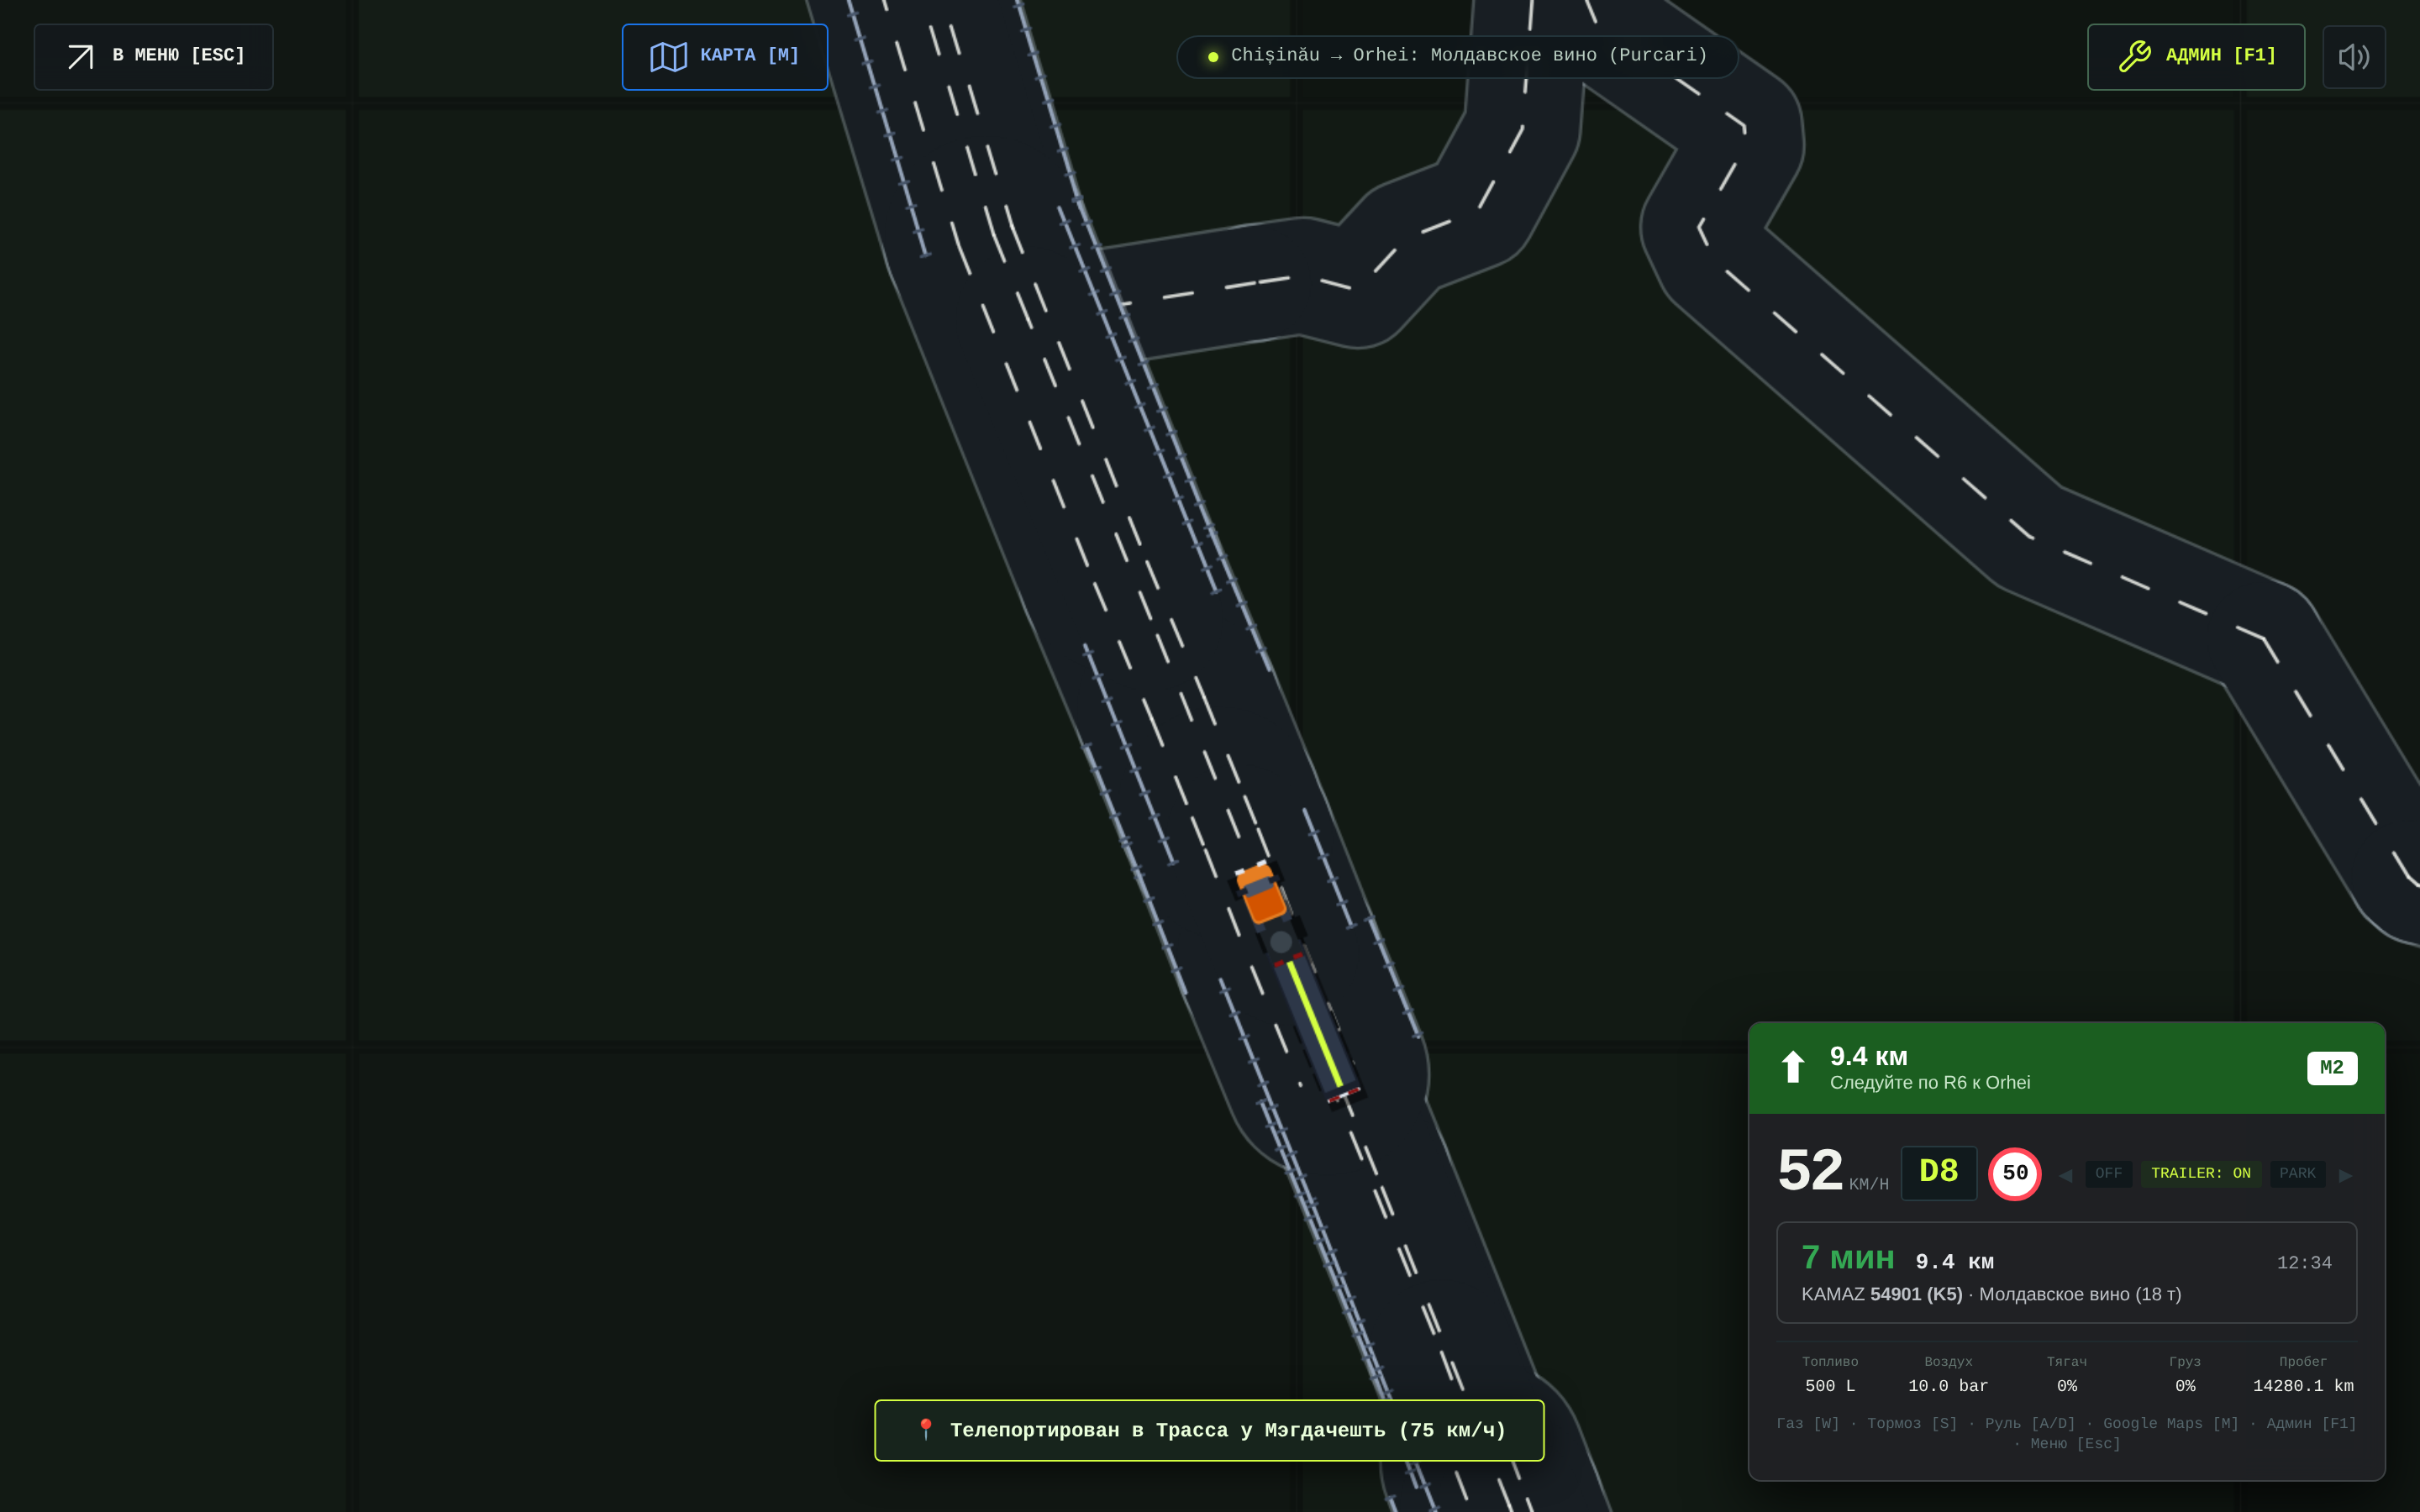 В МЕНЮ [ESC]
КАРТА [M]
Chișinău → Orhei: Молдавское вино (Purcari)
АДМИН [F1]
9.4 км
Следуйте по R6 к Orhei
M2
52 KM/H
D8
50
OFF
TRAILER: ON
PARK
7 мин 9.4 км
12:34
KAMAZ 54901 (K5) · Молдавское вино (18 т)
Топливо Воздух Тягач Груз Пробег
500 L 10.0 bar 0% 0% 14280.1 km
Газ [W] · Тормоз [S] · Руль [A/D] · Google Maps [M] · Админ [F1]
· Меню [Esc]
Телепортирован в Трасса у Мэгдачешть (75 км/ч)